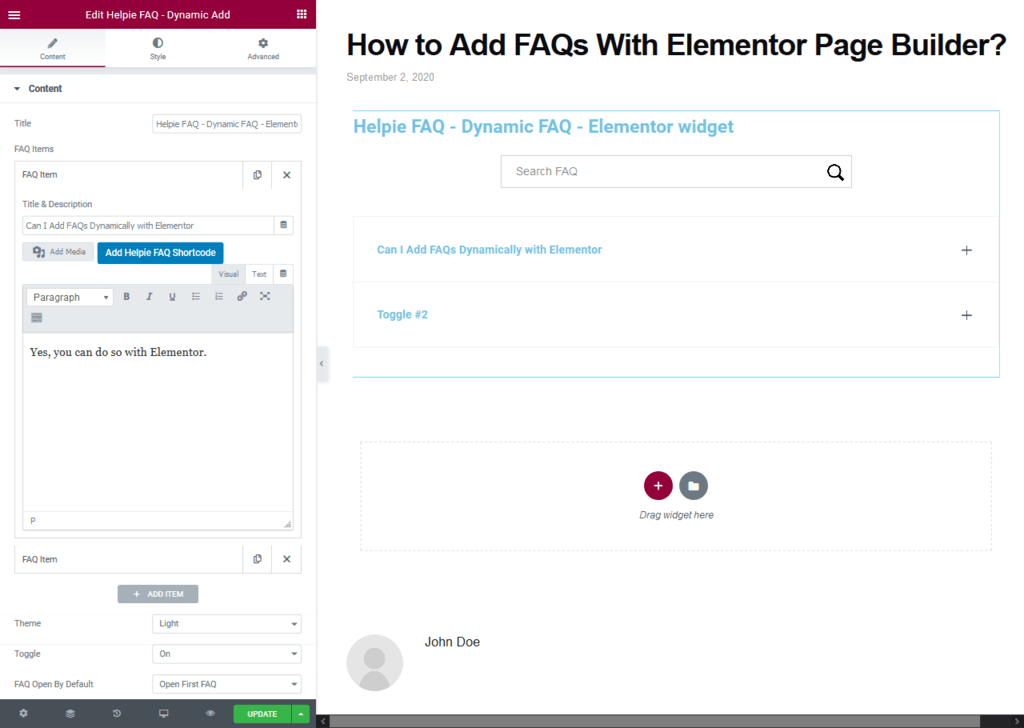 Edit Helpie FAQ - Dynamic Add
Content
Style
Advanced
Content
Title
Helpie FAQ - Dynamic FAQ - Element
FAQ Items
FAQ Item
Title & Description
Can I Add FAQs Dynamically with Elementor
Add Media
Add Helpie FAQ Shortcode
Visual
Text
Paragraph
B
I
U
Yes, you can do so with Elementor.
P
FAQ Item
ADD ITEM
Theme
Light
Toggle
On
FAQ Open By Default
Open First FAQ
UPDATE
How to Add FAQs With Elementor Page Builder?
September 2, 2020
Helpie FAQ - Dynamic FAQ - Elementor widget
Search FAQ
Can I Add FAQs Dynamically with Elementor
Toggle #2
Drag widget here
John Doe